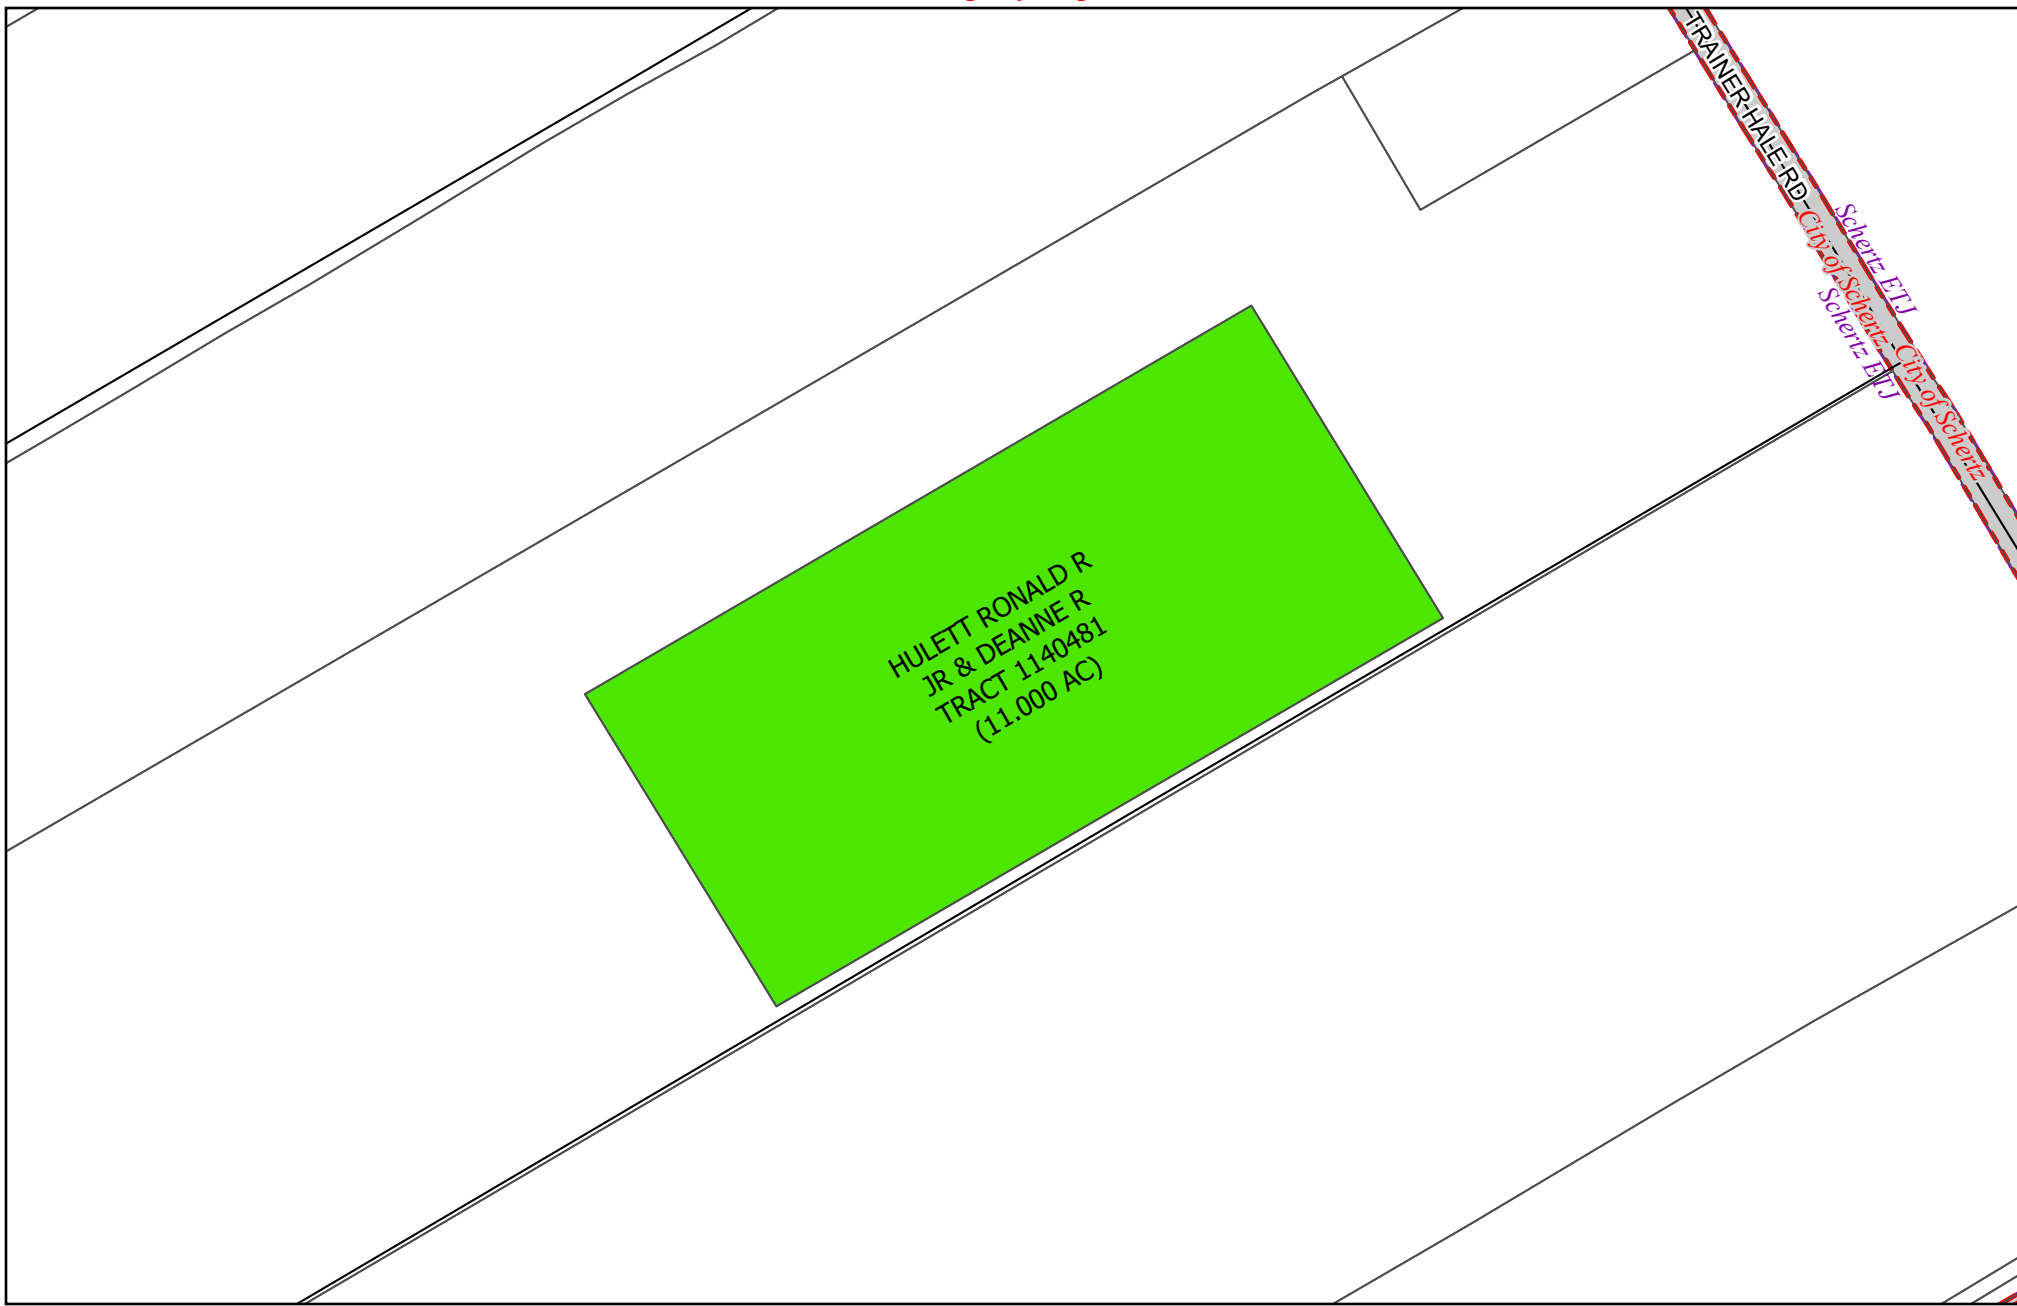 TRAINER-HALE-RD
Schertz ETJ
City of Schertz
Schertz ETJ
City of Schertz
HULETT RONALD R
JR & DEANNE R
TRACT 1140481
(11.000 AC)